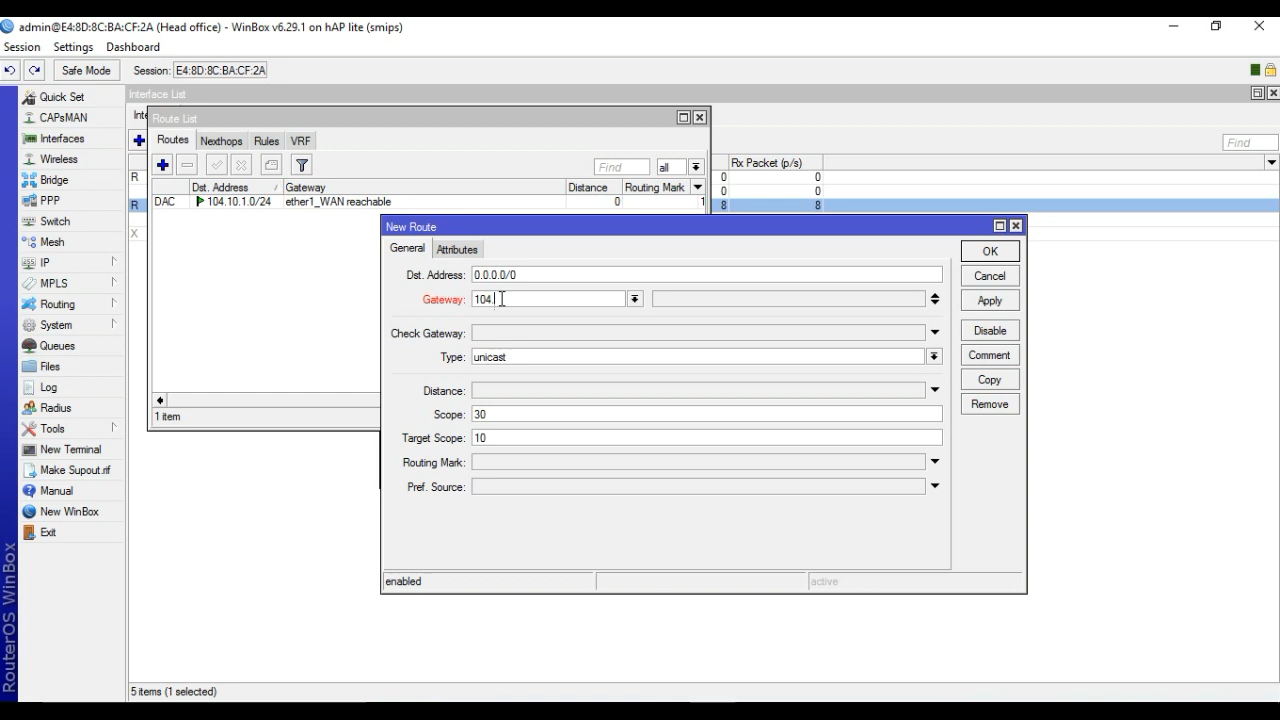 admin@E4:8D:8C:BA:CF:2A (Head office) - WinBox v6.29.1 on hAP lite (smips)
Session Settings Dashboard
Safe Mode Session: E4:8D:8C:BA:CF:2A
Quick Set
CAPsMAN
Interfaces
Wireless
Bridge
PPP
Switch
Mesh
IP
MPLS
Routing
System
Queues
Files
Log
Radius
Tools
New Terminal
Make Supout.rif
Manual
New WinBox
Exit
RouterOS WinBox
Interface List
Inte
Find
Rx Packet (p/s)
R 0 0
0 0
R 8 8
X
5 items (1 selected)
Route List
Routes Nexthops Rules VRF
Find all
Dst. Address / Gateway Distance Routing Mark
DAC 104.10.1.0/24 ether1_WAN reachable 0 1
1 item
New Route
General Attributes
Dst. Address: 0.0.0.0/0
Gateway: 104.
Check Gateway:
Type: unicast
Distance:
Scope: 30
Target Scope: 10
Routing Mark:
Pref. Source:
OK
Cancel
Apply
Disable
Comment
Copy
Remove
enabled active